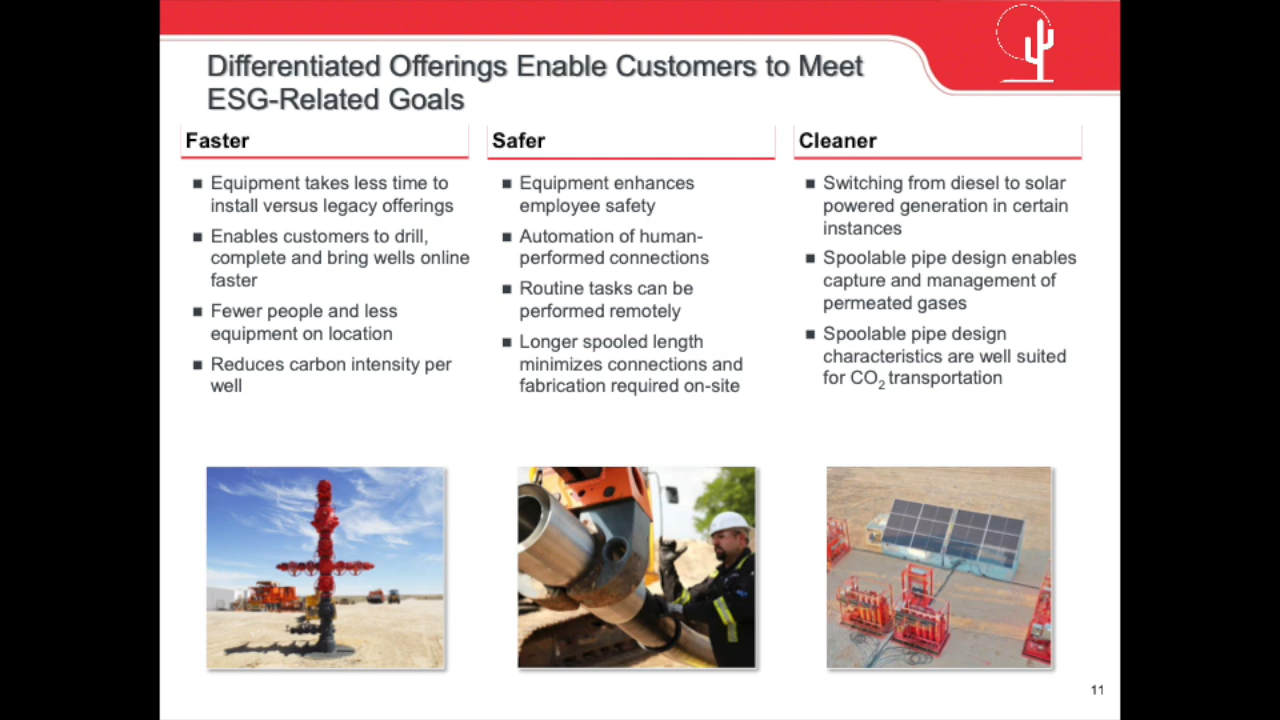 Differentiated Offerings Enable Customers to Meet
ESG-Related Goals
Faster
■ Equipment takes less time to
install versus legacy offerings
■ Enables customers to drill,
complete and bring wells online
faster
■ Fewer people and less
equipment on location
■ Reduces carbon intensity per
well
Safer
■ Equipment enhances
employee safety
■ Automation of human-
performed connections
■ Routine tasks can be
performed remotely
■ Longer spooled length
minimizes connections and
fabrication required on-site
Cleaner
■ Switching from diesel to solar
powered generation in certain
instances
■ Spoolable pipe design enables
capture and management of
permeated gases
■ Spoolable pipe design
characteristics are well suited
for CO₂ transportation
11